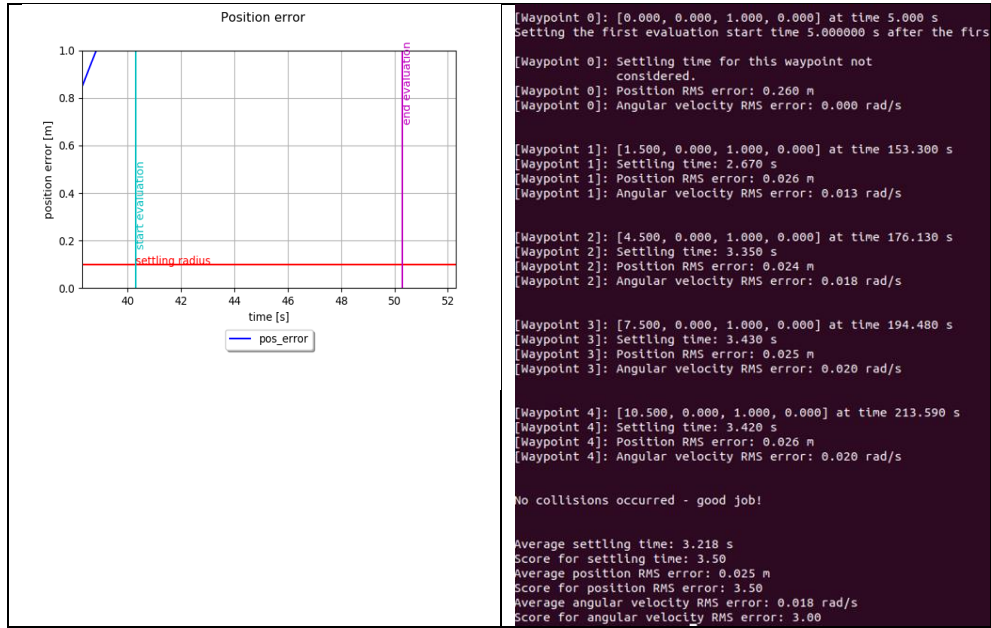 Position error
1.0
0.8
0.6
0.4
0.2
0.0
position error [m]
start evaluation
end evaluation
settling radius
40 42 44 46 48 50 52
time [s]
pos_error
[Waypoint 0]: [0.000, 0.000, 1.000, 0.000] at time 5.000 s
Setting the first evaluation start time 5.000000 s after the firs
[Waypoint 0]: Settling time for this waypoint not
considered.
[Waypoint 0]: Position RMS error: 0.260 m
[Waypoint 0]: Angular velocity RMS error: 0.000 rad/s
[Waypoint 1]: [1.500, 0.000, 1.000, 0.000] at time 153.300 s
[Waypoint 1]: Settling time: 2.670 s
[Waypoint 1]: Position RMS error: 0.026 m
[Waypoint 1]: Angular velocity RMS error: 0.013 rad/s
[Waypoint 2]: [4.500, 0.000, 1.000, 0.000] at time 176.130 s
[Waypoint 2]: Settling time: 3.350 s
[Waypoint 2]: Position RMS error: 0.024 m
[Waypoint 2]: Angular velocity RMS error: 0.018 rad/s
[Waypoint 3]: [7.500, 0.000, 1.000, 0.000] at time 194.480 s
[Waypoint 3]: Settling time: 3.430 s
[Waypoint 3]: Position RMS error: 0.025 m
[Waypoint 3]: Angular velocity RMS error: 0.020 rad/s
[Waypoint 4]: [10.500, 0.000, 1.000, 0.000] at time 213.590 s
[Waypoint 4]: Settling time: 3.420 s
[Waypoint 4]: Position RMS error: 0.026 m
[Waypoint 4]: Angular velocity RMS error: 0.020 rad/s
No collisions occurred - good job!
Average settling time: 3.218 s
Score for settling time: 3.50
Average position RMS error: 0.025 m
Score for position RMS error: 3.50
Average angular velocity RMS error: 0.018 rad/s
Score for angular velocity RMS error: 3.00